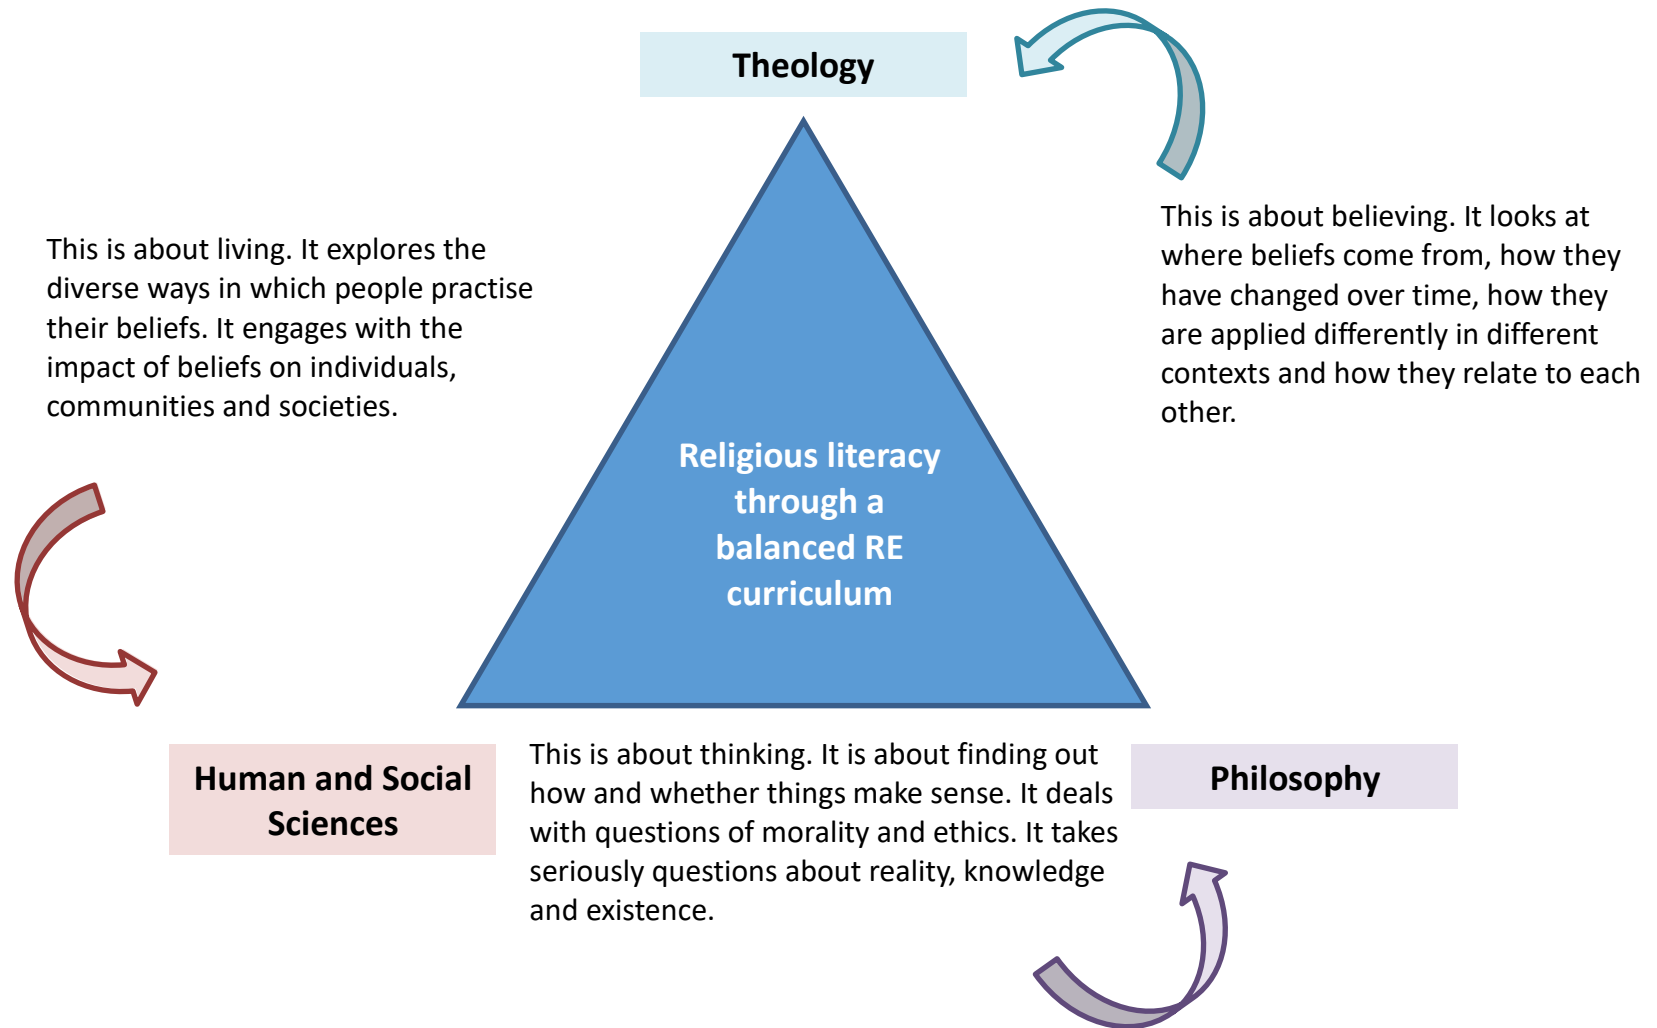 Theology
This is about believing. It looks at
where beliefs come from, how they
have changed over time, how they
are applied differently in different
contexts and how they relate to each
other.
This is about living. It explores the
diverse ways in which people practise
their beliefs. It engages with the
impact of beliefs on individuals,
communities and societies.
Religious literacy
through a
balanced RE
curriculum
Human and Social
Sciences
This is about thinking. It is about finding out
how and whether things make sense. It deals
with questions of morality and ethics. It takes
seriously questions about reality, knowledge
and existence.
Philosophy